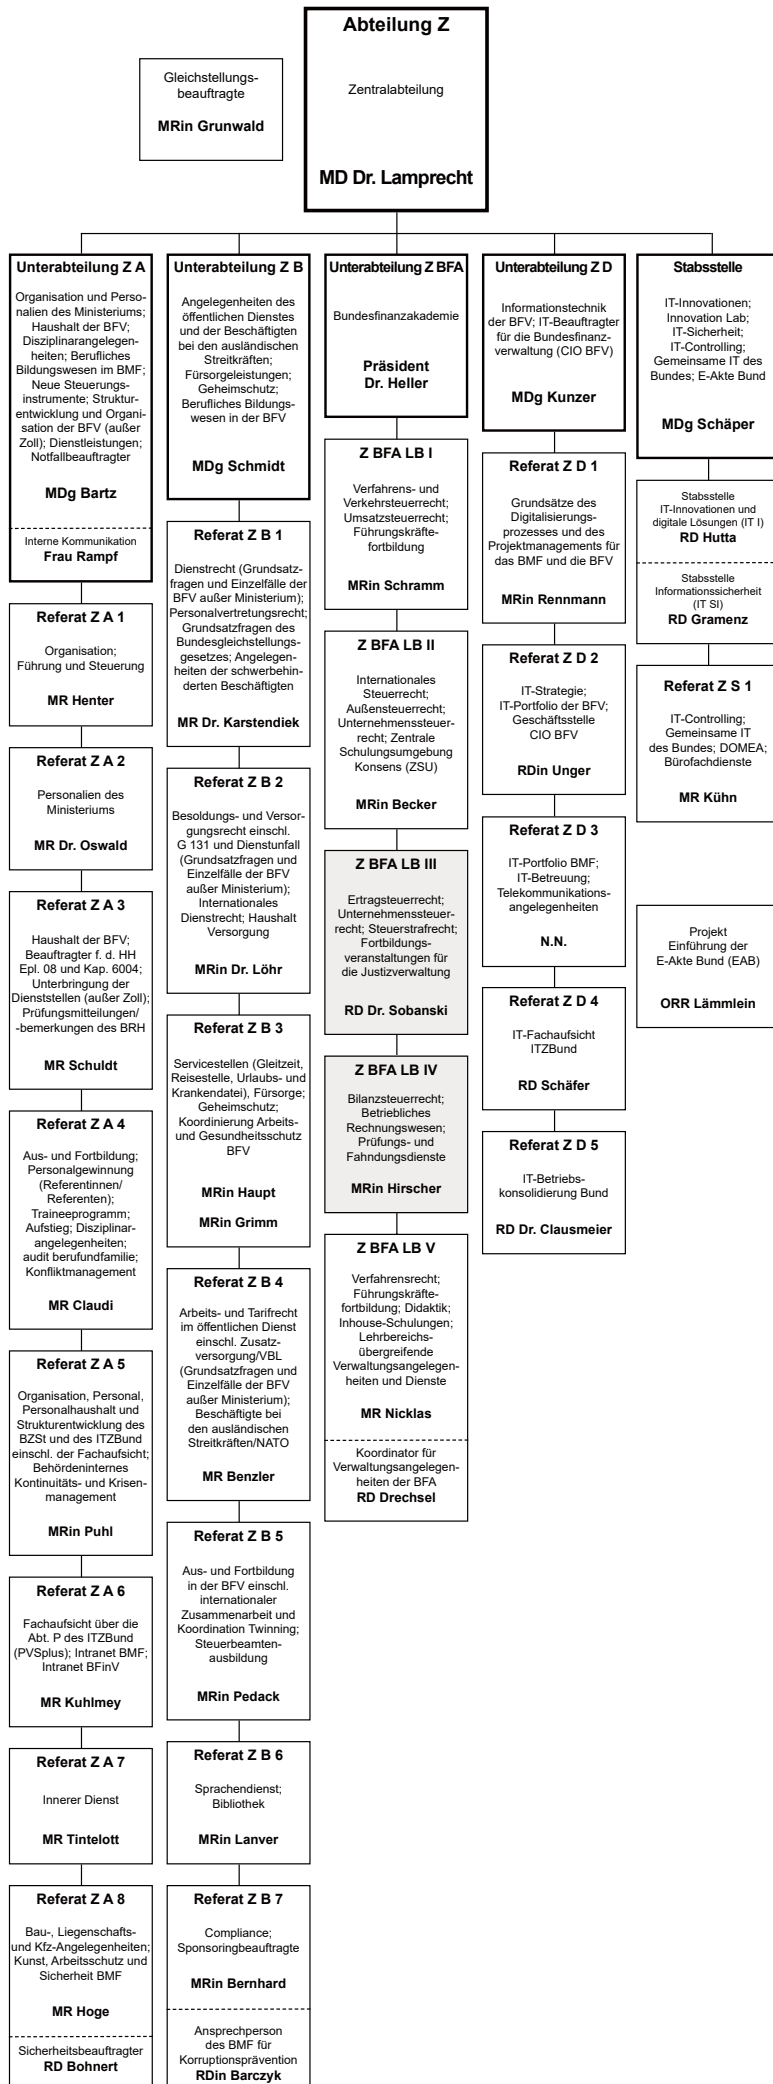 Abteilung Z
Zentralabteilung
MD Dr. Lamprecht
Gleichstellungs-
beauftragte
MRin Grunwald
Unterabteilung Z A
Organisation und Perso-
nalien des Ministeriums;
Haushalt der BFV;
Disziplinarangelegen-
heiten; Berufliches
Bildungswesen im BMF;
Neue Steuerungs-
instrumente; Struktur-
entwicklung und Organi-
sation der BFV (außer
Zoll); Dienstleistungen;
Notfallbeauftragter
MDg Bartz
Interne Kommunikation
Frau Rampf
Referat Z A 1
Organisation;
Führung und Steuerung
MR Henter
Referat Z A 2
Personalien des
Ministeriums
MR Dr. Oswald
Referat Z A 3
Haushalt der BFV;
Beauftragter f. d. HH
Epl. 08 und Kap. 6004;
Unterbringung der
Dienststellen (außer Zoll);
Prüfungsmitteilungen/
-bemerkungen des BRH
MR Schuldt
Referat Z A 4
Aus- und Fortbildung;
Personalgewinnung
(Referentinnen/
Referenten);
Traineeprogramm;
Aufstieg; Disziplinar-
angelegenheiten;
audit berufundfamilie;
Konfliktmanagement
MR Claudi
Referat Z A 5
Organisation, Personal,
Personalhaushalt und
Strukturentwicklung des
BZSt und des ITZBund
einschl. der Fachaufsicht;
Behördeninternes
Kontinuitäts- und Krisen-
management
MRin Puhl
Referat Z A 6
Fachaufsicht über die
Abt. P des ITZBund
(PVSplus); Intranet BMF;
Intranet BFinV
MR Kuhlmey
Referat Z A 7
Innerer Dienst
MR Tintelott
Referat Z A 8
Bau-, Liegenschafts-
und Kfz-Angelegenheiten;
Kunst, Arbeitsschutz und
Sicherheit BMF
MR Hoge
Sicherheitsbeauftragter
RD Bohnert
Unterabteilung Z B
Angelegenheiten des
öffentlichen Dienstes
und der Beschäftigten
bei den ausländischen
Streitkräften;
Fürsorgeleistungen;
Geheimschutz;
Berufliches Bildungs-
wesen in der BFV
MDg Schmidt
Referat Z B 1
Dienstrecht (Grundsatz-
fragen und Einzelfälle der
BFV außer Ministerium);
Personalvertretungsrecht;
Grundsatzfragen des
Bundesgleichstellungs-
gesetzes; Angelegen-
heiten der schwerbehin-
derten Beschäftigten
MR Dr. Karstendiek
Referat Z B 2
Besoldungs- und Versor-
gungsrecht einschl.
G 131 und Dienstunfall
(Grundsatzfragen und
Einzelfälle der BFV
außer Ministerium);
Internationales
Dienstrecht; Haushalt
Versorgung
MRin Dr. Löhr
Referat Z B 3
Servicestellen (Gleitzeit,
Reisestelle, Urlaubs- und
Krankendatei), Fürsorge;
Geheimschutz;
Koordinierung Arbeits-
und Gesundheitsschutz
BFV
MRin Haupt
MRin Grimm
Referat Z B 4
Arbeits- und Tarifrecht
im öffentlichen Dienst
einschl. Zusatz-
versorgung/VBL
(Grundsatzfragen und
Einzelfälle der BFV
außer Ministerium);
Beschäftigte bei
den ausländischen
Streitkräften/NATO
MR Benzler
Referat Z B 5
Aus- und Fortbildung
in der BFV einschl.
internationaler
Zusammenarbeit und
Koordination Twinning;
Steuerbeamten-
ausbildung
MRin Pedack
Referat Z B 6
Sprachendienst;
Bibliothek
MRin Lanver
Referat Z B 7
Compliance;
Sponsoringbeauftragte
MRin Bernhard
Ansprechperson
des BMF für
Korruptionsprävention
RDin Barczyk
Unterabteilung Z BFA
Bundesfinanzakademie
Präsident
Dr. Heller
Z BFA LB I
Verfahrens- und
Verkehrsteuerrecht;
Umsatzsteuerrecht;
Führungskräfte-
fortbildung
MRin Schramm
Z BFA LB II
Internationales
Steuerrecht;
Außensteuerrecht;
Unternehmenssteuer-
recht; Zentrale
Schulungsumgebung
Konsens (ZSU)
MRin Becker
Z BFA LB III
Ertragsteuerrecht;
Unternehmenssteuer-
recht; Steuerstrafrecht;
Fortbildungs-
veranstaltungen für
die Justizverwaltung
RD Dr. Sobanski
Z BFA LB IV
Bilanzsteuerrecht;
Betriebliches
Rechnungswesen;
Prüfungs- und
Fahndungsdienste
MRin Hirscher
Z BFA LB V
Verfahrensrecht;
Führungskräfte-
fortbildung; Didaktik;
Inhouse-Schulungen;
Lehrbereichs-
übergreifende
Verwaltungsangelegen-
heiten und Dienste
MR Nicklas
Koordinator für
Verwaltungsangelegen-
heiten der BFA
RD Drechsel
Unterabteilung Z D
Informationstechnik
der BFV; IT-Beauftragter
für die Bundesfinanz-
verwaltung (CIO BFV)
MDg Kunzer
Referat Z D 1
Grundsätze des
Digitalisierungs-
prozesses und des
Projektmanagements für
das BMF und die BFV
MRin Rennmann
Referat Z D 2
IT-Strategie;
IT-Portfolio der BFV;
Geschäftsstelle
CIO BFV
RDin Unger
Referat Z D 3
IT-Portfolio BMF;
IT-Betreuung;
Telekommunikations-
angelegenheiten
N.N.
Referat Z D 4
IT-Fachaufsicht
ITZBund
RD Schäfer
Referat Z D 5
IT-Betriebs-
konsolidierung Bund
RD Dr. Clausmeier
Stabsstelle
IT-Innovationen;
Innovation Lab;
IT-Sicherheit;
IT-Controlling;
Gemeinsame IT des
Bundes; E-Akte Bund
MDg Schäper
Stabsstelle
IT-Innovationen und
digitale Lösungen (IT I)
RD Hutta
Stabsstelle
Informationssicherheit
(IT SI)
RD Gramenz
Referat Z S 1
IT-Controlling;
Gemeinsame IT
des Bundes; DOMEA;
Bürofachdienste
MR Kühn
Projekt
Einführung der
E-Akte Bund (EAB)
ORR Lämmlein